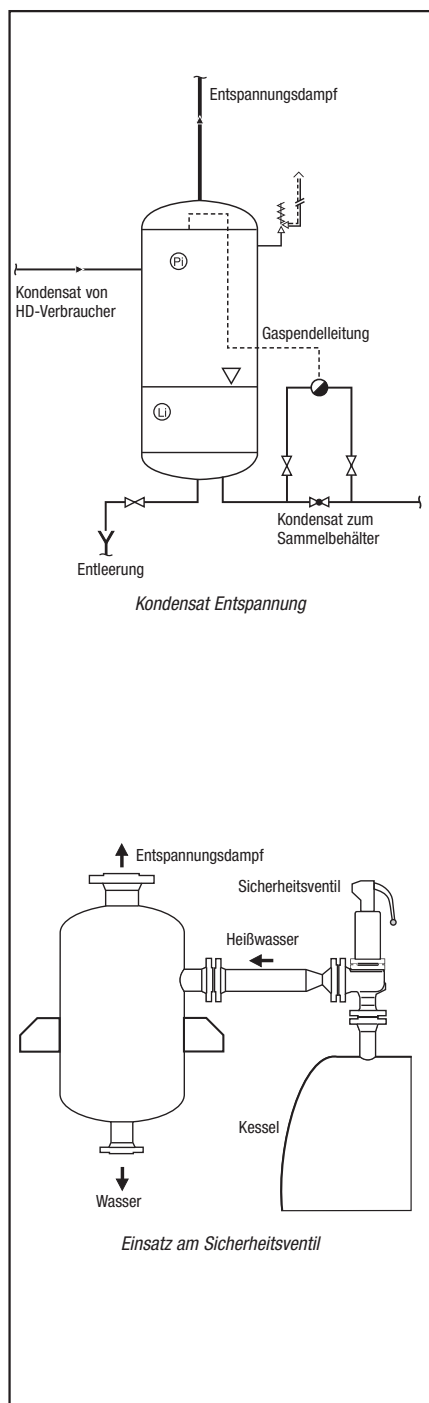 Entspannungsdampf
Pi
Kondensat von
HD-Verbraucher
Gaspendelleitung
Li
Kondensat zum
Sammelbehälter
Entleerung
Kondensat Entspannung
Entspannungsdampf
Sicherheitsventil
Heißwasser
Kessel
Wasser
Einsatz am Sicherheitsventil